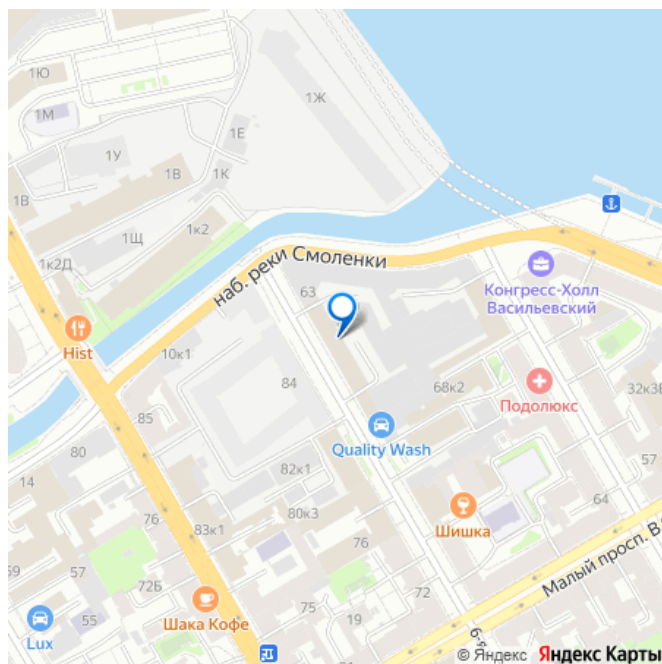 1Ю
1Ж
1М
1Е
1У
1В
1К
1В
1Щ
1к2
1к2Д
наб. реки Смоленки
Конгресс-Холл
Васильевский
63
Hist
10к1
84
68к2
Подолюкс
32к3В
85
Quality Wash
80
82к1
57
14
76
80к3
Шишка
64
83к1
76
59
57
72Б
75
Малый просп. В
Шака Кофе
72
19
Lux
6-я
© Яндекс Яндекс Карты